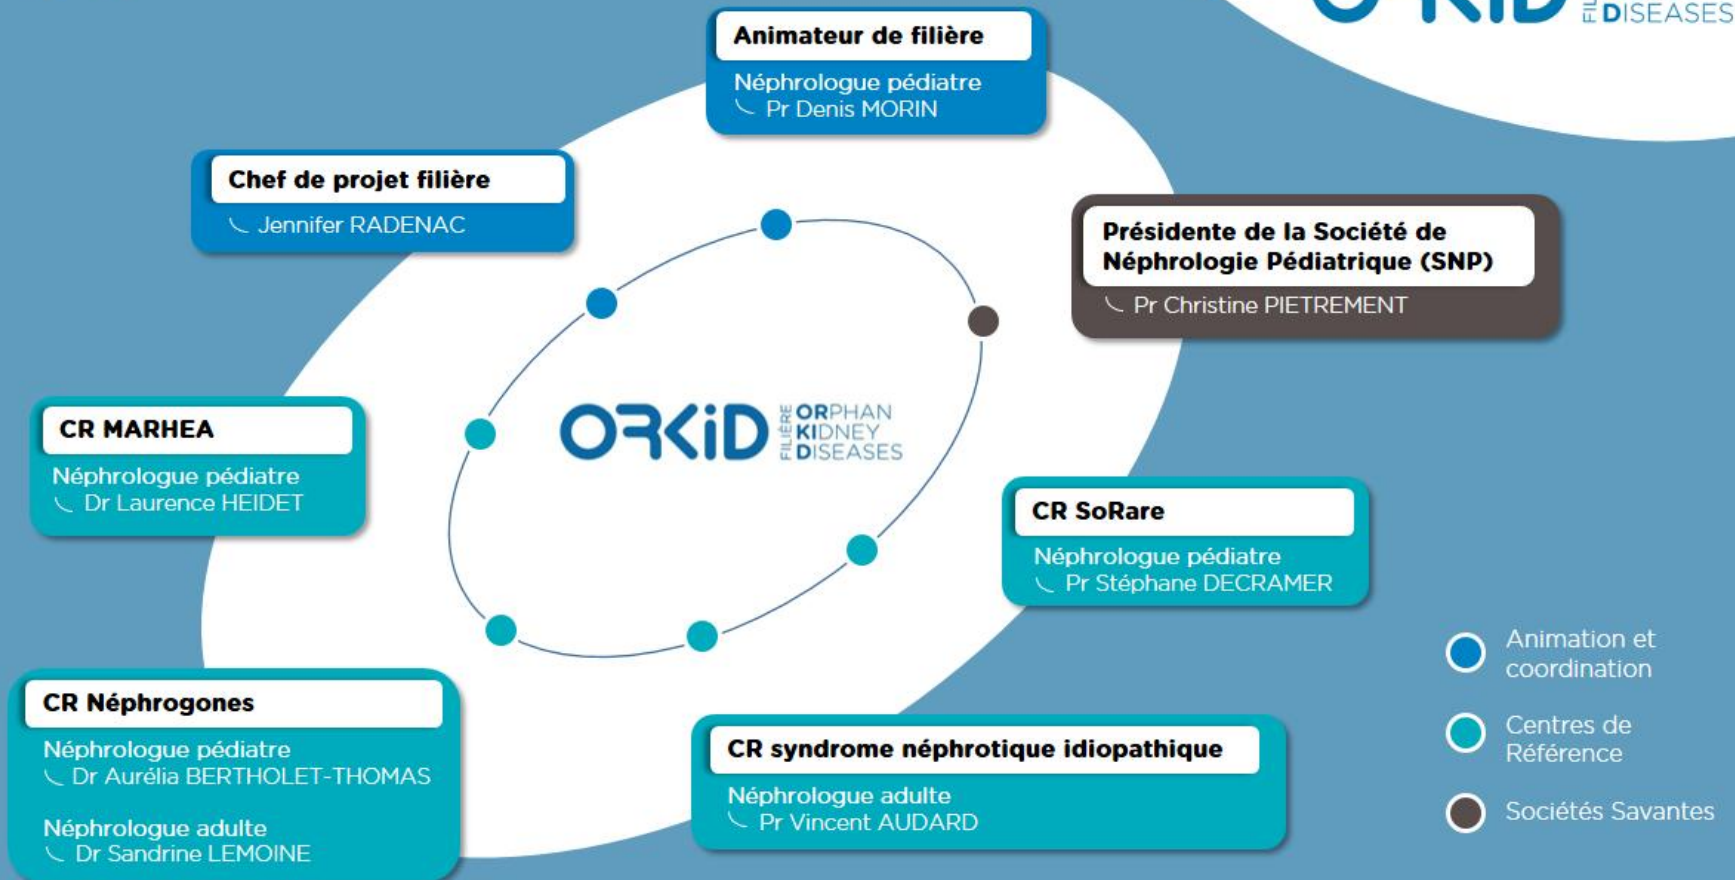 ORKiD
DISEASES
Animateur de filière
Néphrologue pédiatre
Pr Denis MORIN
Chef de projet filière
Jennifer RADENAC
Présidente de la Société de
Néphrologie Pédiatrique (SNP)
Pr Christine PIETREMENT
CR MARHEA
Néphrologue pédiatre
Dr Laurence HEIDET
ORKiD
FILIÈRE
ORPHAN
KIDNEY
DISEASES
CR SoRare
Néphrologue pédiatre
Pr Stéphane DECRAMER
CR Néphrogones
Néphrologue pédiatre
Dr Aurélia BERTHOLET-THOMAS
Néphrologue adulte
Dr Sandrine LEMOINE
CR syndrome néphrotique idiopathique
Néphrologue adulte
Pr Vincent AUDARD
Animation et
coordination
Centres de
Référence
Sociétés Savantes